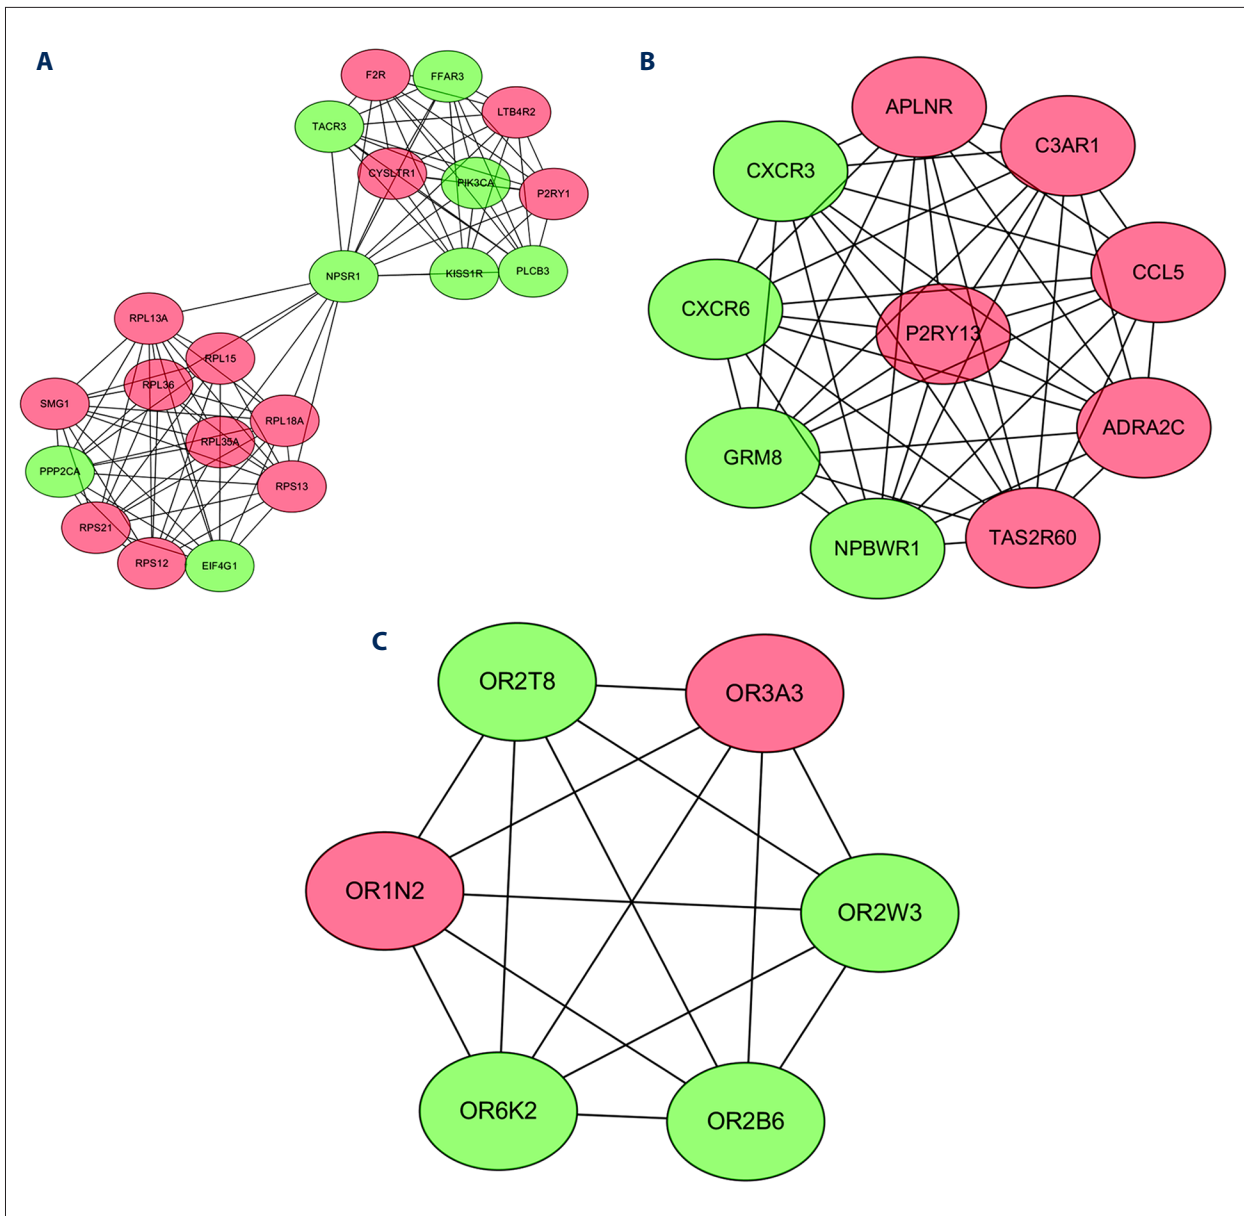 A
F2R
FFAR3
LTB4R2
TACR3
CYSLTR1
PIK3CA
P2RY1
NPSR1
KISS1R
PLCB3
RPL13A
RPL15
RPL36
SMG1
RPL18A
RPL35A
PPP2CA
RPS13
RPS21
RPS12
EIF4G1
B
APLNR
C3AR1
CXCR3
CCL5
CXCR6
P2RY13
ADRA2C
GRM8
TAS2R60
NPBWR1
C
OR2T8
OR3A3
OR1N2
OR2W3
OR6K2
OR2B6